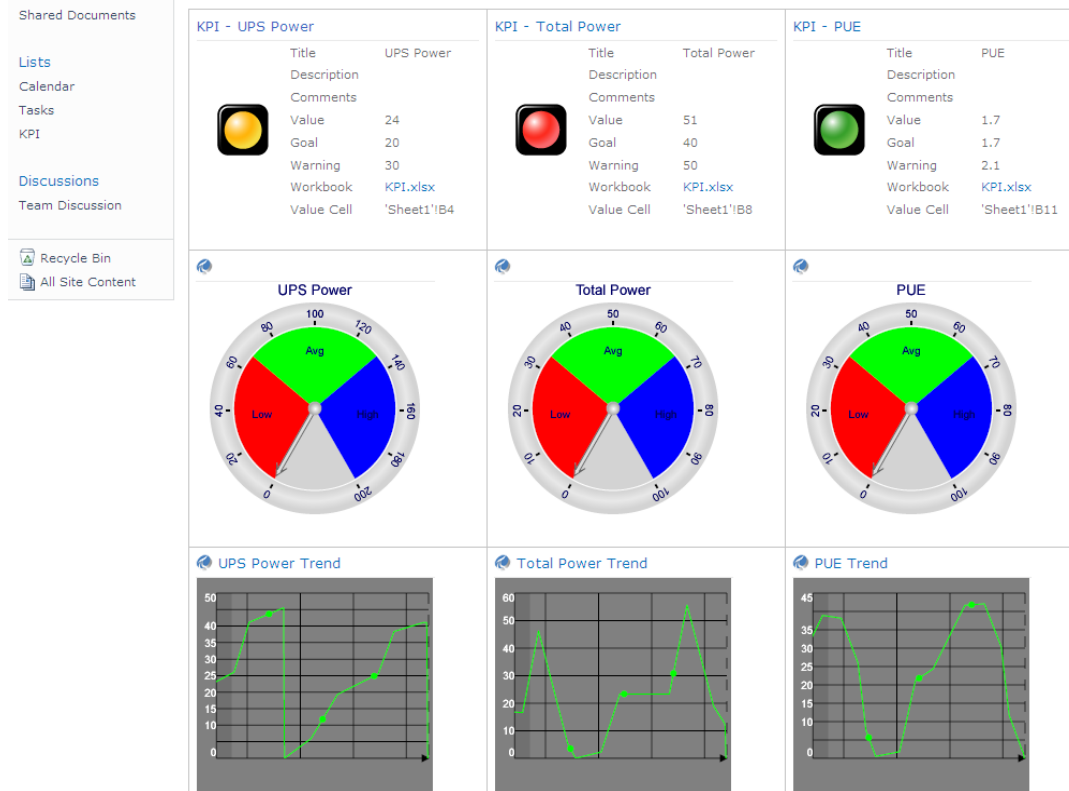 Shared Documents
Lists
Calendar
Tasks
KPI
Discussions
Team Discussion
Recycle Bin
All Site Content
KPI - UPS Power
Title UPS Power
Description
Comments
Value 24
Goal 20
Warning 30
Workbook KPI.xlsx
Value Cell 'Sheet1'!B4
KPI - Total Power
Title Total Power
Description
Comments
Value 51
Goal 40
Warning 50
Workbook KPI.xlsx
Value Cell 'Sheet1'!B8
KPI - PUE
Title PUE
Description
Comments
Value 1.7
Goal 1.7
Warning 2.1
Workbook KPI.xlsx
Value Cell 'Sheet1'!B11
UPS Power
0 20 40 60 80 100 120 140 160 180 200
Low Avg High
Total Power
0 10 20 30 40 50 60 70 80 90 100
Low Avg High
PUE
0 10 20 30 40 50 60 70 80 90 100
Low Avg High
UPS Power Trend
50
40
35
30
25
20
15
10
0
Total Power Trend
60
50
40
30
20
10
0
PUE Trend
45
35
30
25
20
15
10
0